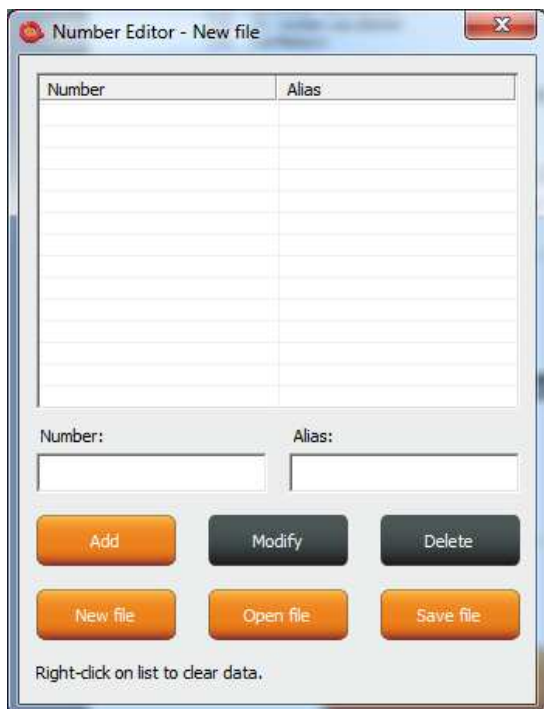 Number Editor - New file
Number Alias
Number: Alias:
Add Modify Delete
New file Open file Save file
Right-click on list to clear data.